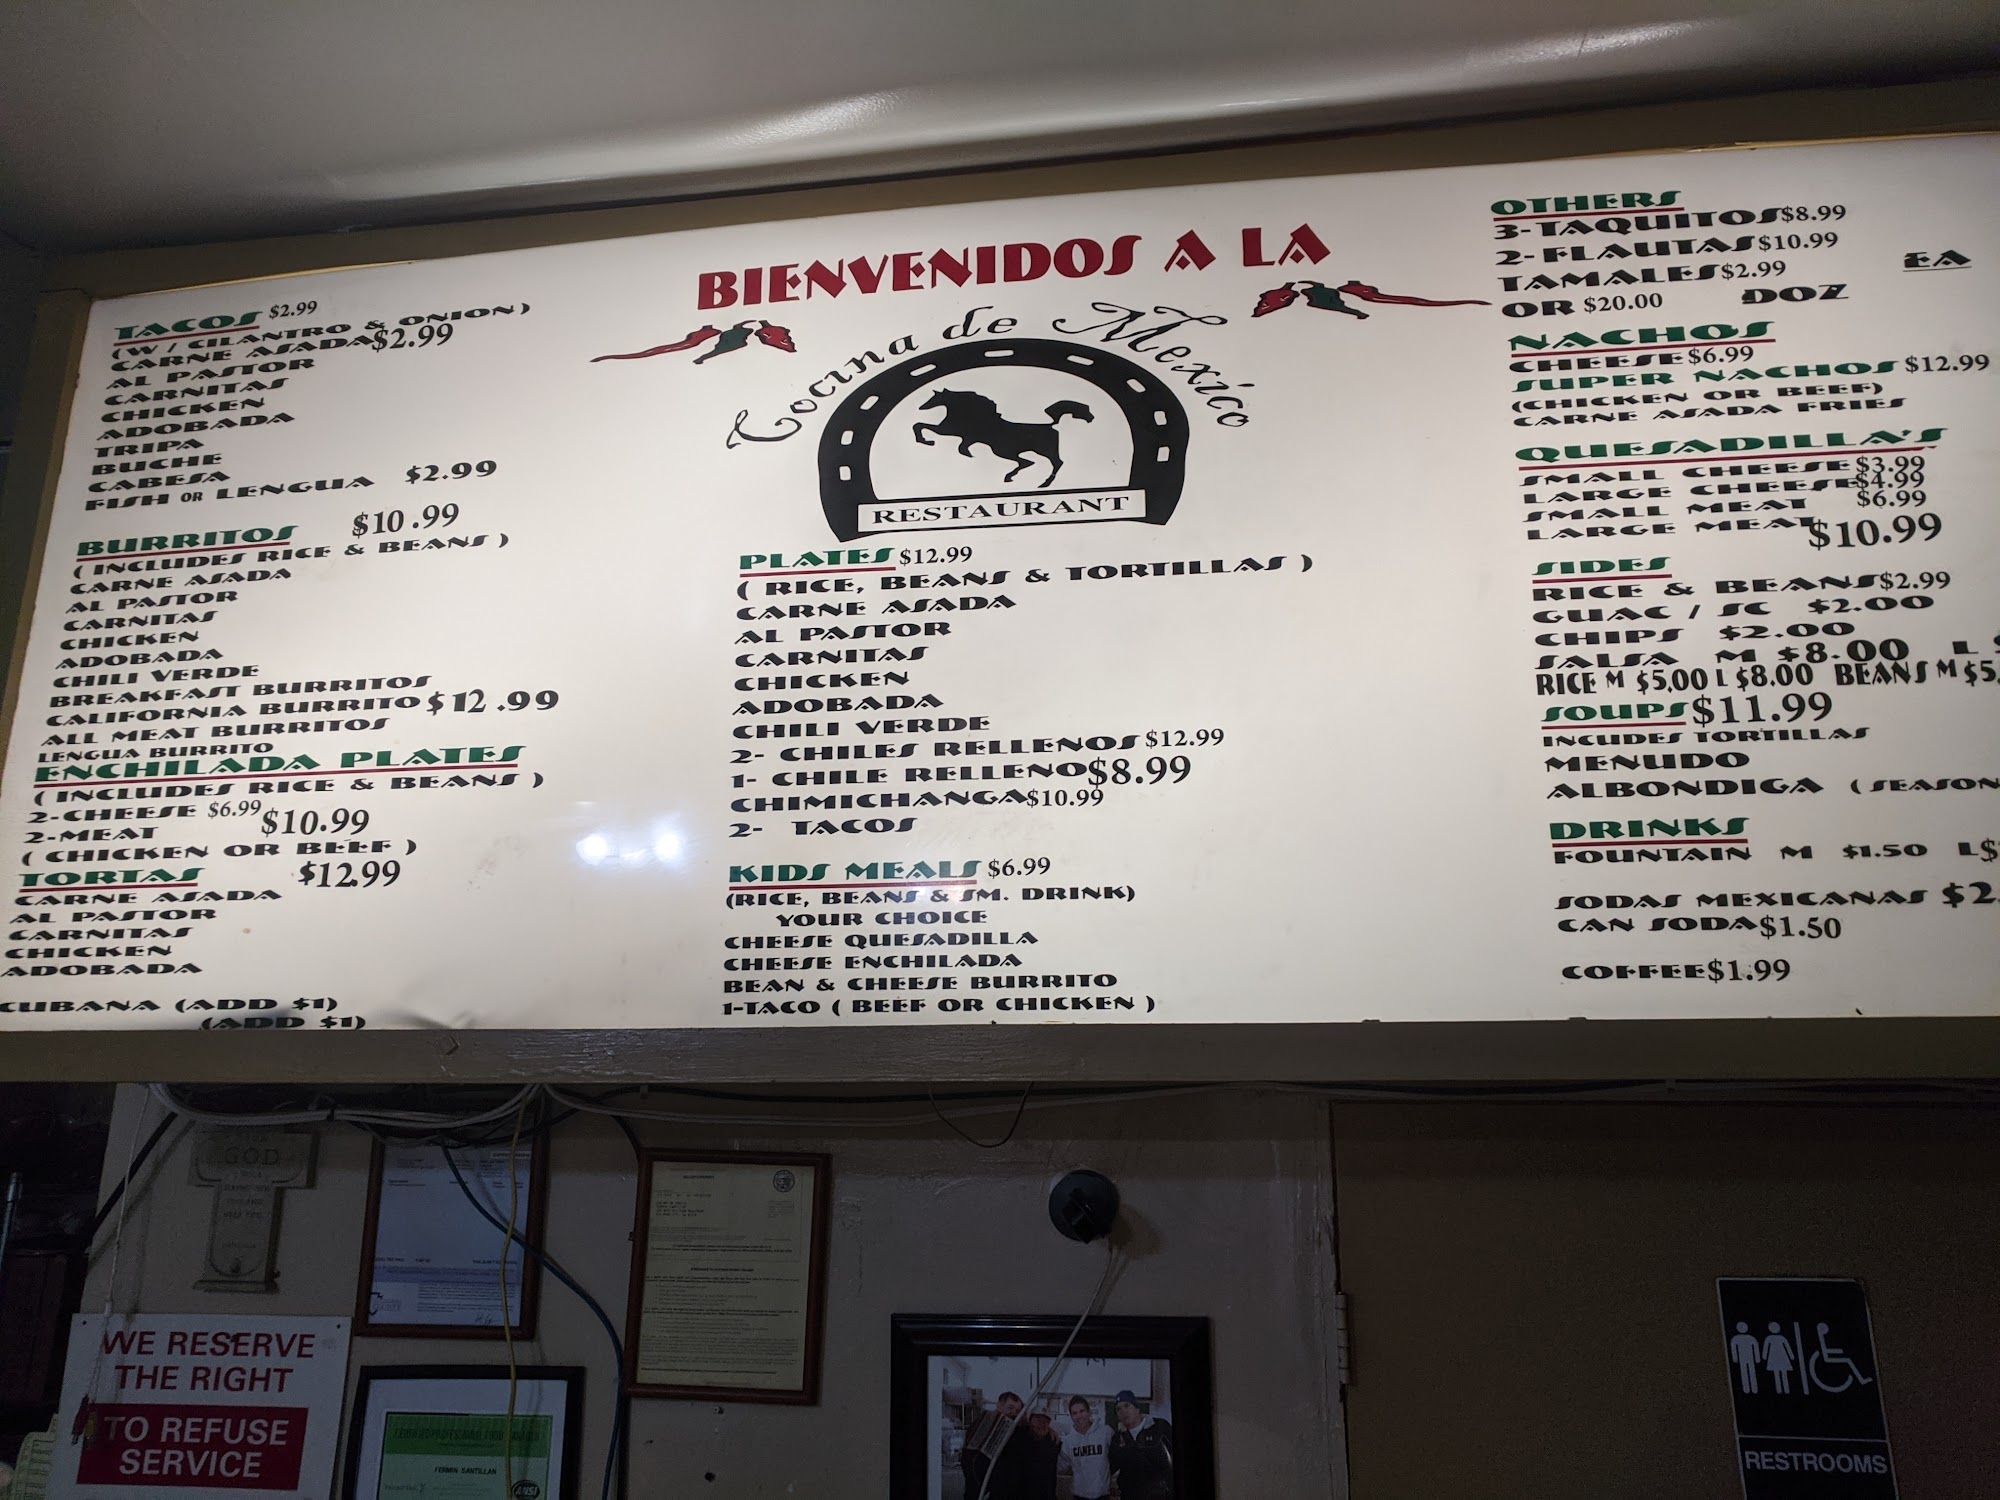 BIENVENIDOS A LA
Cocina de Mexico
RESTAURANT
TACOS $2.99
(W/ CILANTRO & ONION)
CARNE ASADA $2.99
AL PASTOR
CARNITAS
CHICKEN
ADOBADA
TRIPA
BUCHE
CABESA
FISH OR LENGUA $2.99
BURRITOS $10.99
( INCLUDES RICE & BEANS )
CARNE ASADA
AL PASTOR
CARNITAS
CHICKEN
ADOBADA
CHILI VERDE
BREAKFAST BURRITOS
CALIFORNIA BURRITO $12.99
ALL MEAT BURRITOS
LENGUA BURRITO
ENCHILADA PLATES
( INCLUDES RICE & BEANS )
2-CHEESE $6.99
2-MEAT $10.99
( CHICKEN OR BEEF )
TORTAS $12.99
CARNE ASADA
AL PASTOR
CARNITAS
CHICKEN
ADOBADA
CUBANA (ADD $1)
(ADD $1)
PLATES $12.99
( RICE, BEANS & TORTILLAS )
CARNE ASADA
AL PASTOR
CARNITAS
CHICKEN
ADOBADA
CHILI VERDE
2- CHILES RELLENOS $12.99
1- CHILE RELLENO $8.99
CHIMICHANGA $10.99
2- TACOS
KIDS MEALS $6.99
(RICE, BEANS & SM. DRINK)
YOUR CHOICE
CHEESE QUESADILLA
CHEESE ENCHILADA
BEAN & CHEESE BURRITO
1-TACO ( BEEF OR CHICKEN )
OTHERS
3-TAQUITOS $8.99
2-FLAUTAS $10.99
TAMALES $2.99 EA
OR $20.00 DOZ
NACHOS
CHEESE $6.99
SUPER NACHOS $12.99
(CHICKEN OR BEEF)
CARNE ASADA FRIES
QUESADILLA'S
SMALL CHEESE $3.99
LARGE CHEESE $4.99
SMALL MEAT $6.99
LARGE MEAT $10.99
SIDES
RICE & BEANS $2.99
GUAC / SC $2.00
CHIPS $2.00
SALSA M $8.00 L $
RICE M $5.00 L $8.00 BEANS M $5.
SOUPS $11.99
INCUDES TORTILLAS
MENUDO
ALBONDIGA ( SEASON
DRINKS
FOUNTAIN M $1.50 L $
SODAS MEXICANAS $2.
CAN SODA $1.50
COFFEE $1.99
GOD
WE RESERVE
THE RIGHT
TO REFUSE
SERVICE
FERMIN SANTILLAN
ANSI
CANELO
RESTROOMS